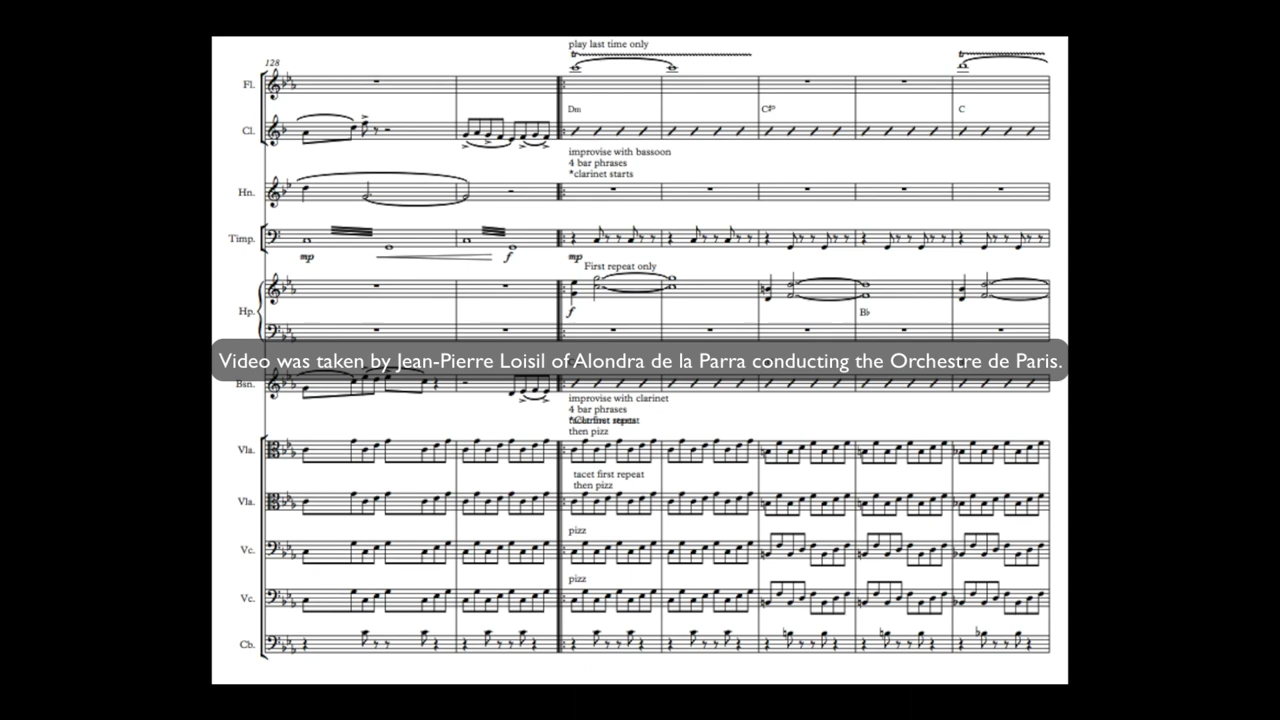 play last time only
tr
tr
128
Fl.
Dm
C#º
C
Cl.
improvise with bassoon
4 bar phrases
*clarinet starts
Hn.
Timp.
mp
f
mp
First repeat only
Hp.
f
B♭
Video was taken by Jean-Pierre Loisil of Alondra de la Parra conducting the Orchestre de Paris.
Bsn.
improvise with clarinet
4 bar phrases
then pizz
Vla.
tacet first repeat
then pizz
Vla.
pizz
Vc.
pizz
Vc.
Cb.